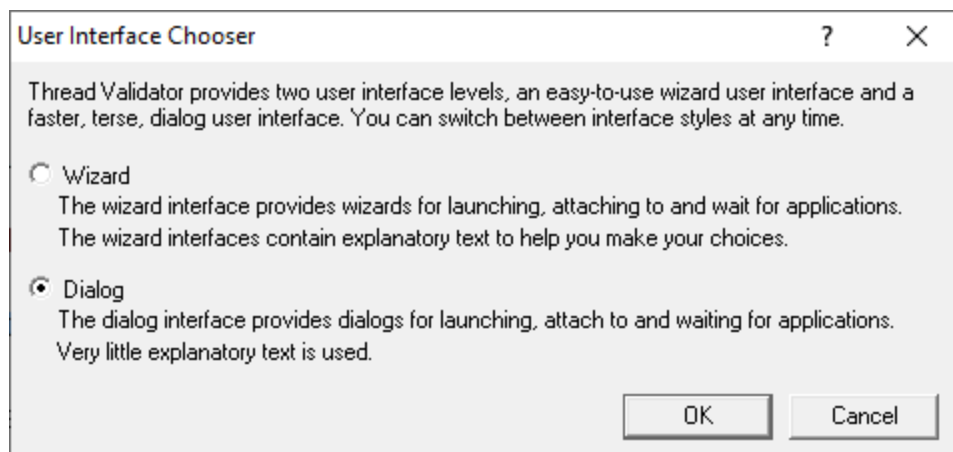 User Interface Chooser
?
Thread Validator provides two user interface levels, an easy-to-use wizard user interface and a
faster, terse, dialog user interface. You can switch between interface styles at any time.
Wizard
The wizard interface provides wizards for launching, attaching to and wait for applications.
The wizard interfaces contain explanatory text to help you make your choices.
Dialog
The dialog interface provides dialogs for launching, attach to and waiting for applications.
Very little explanatory text is used.
OK Cancel